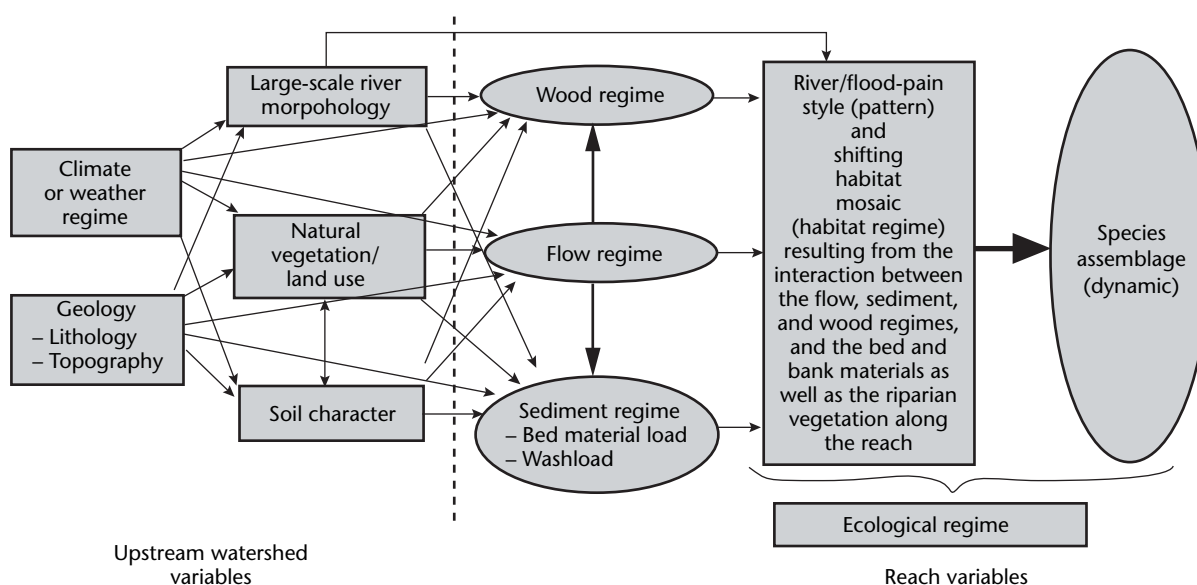 Large-scale river
morpohology
Climate
or weather
regime
Natural
vegetation/
land use
Geology
– Lithology
– Topography
Soil character
Wood regime
Flow regime
Sediment regime
– Bed material load
– Washload
River/flood-pain
style (pattern)
and
shifting
habitat
mosaic
(habitat regime)
resulting from the
interaction between
the flow, sediment,
and wood regimes,
and the bed and
bank materials as
well as the riparian
vegetation along
the reach
Species
assemblage
(dynamic)
Ecological regime
Upstream watershed
variables
Reach variables